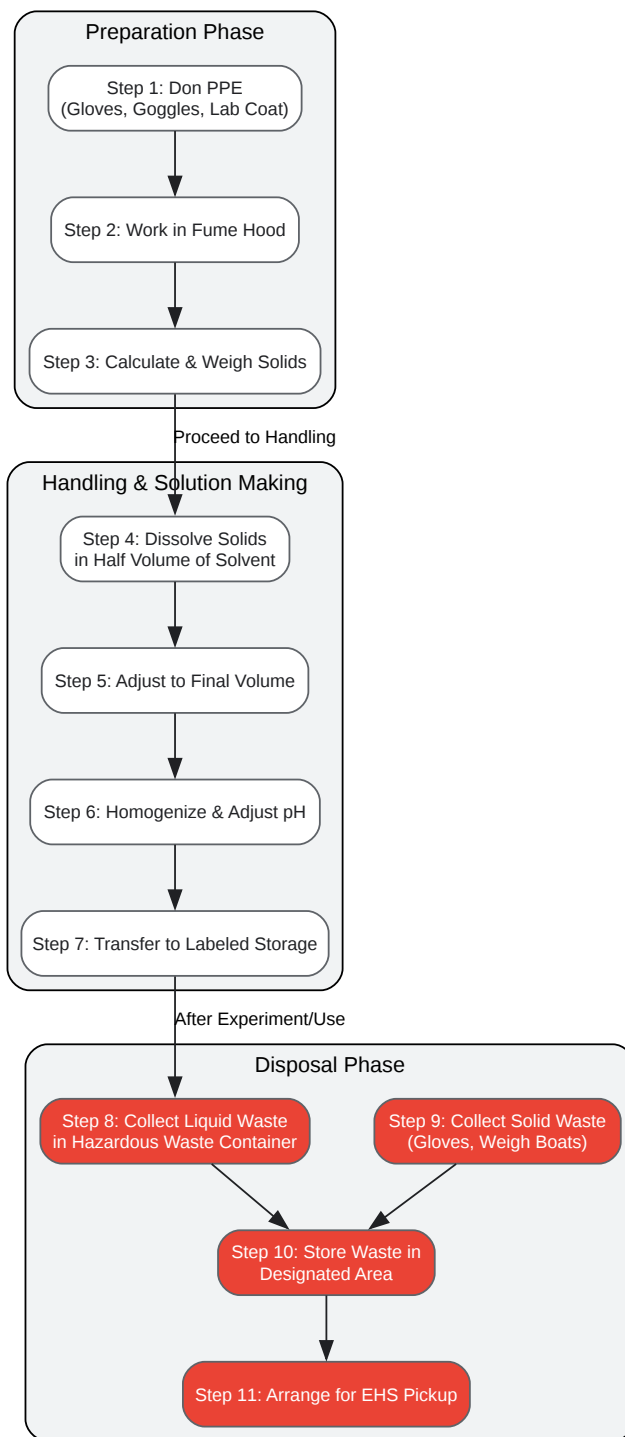 Preparation Phase
Step 1: Don PPE
(Gloves, Goggles, Lab Coat)
Step 2: Work in Fume Hood
Step 3: Calculate & Weigh Solids
Proceed to Handling
Handling & Solution Making
Step 4: Dissolve Solids
in Half Volume of Solvent
Step 5: Adjust to Final Volume
Step 6: Homogenize & Adjust pH
Step 7: Transfer to Labeled Storage
After Experiment/Use
Disposal Phase
Step 8: Collect Liquid Waste
in Hazardous Waste Container
Step 9: Collect Solid Waste
(Gloves, Weigh Boats)
Step 10: Store Waste in
Designated Area
Step 11: Arrange for EHS Pickup